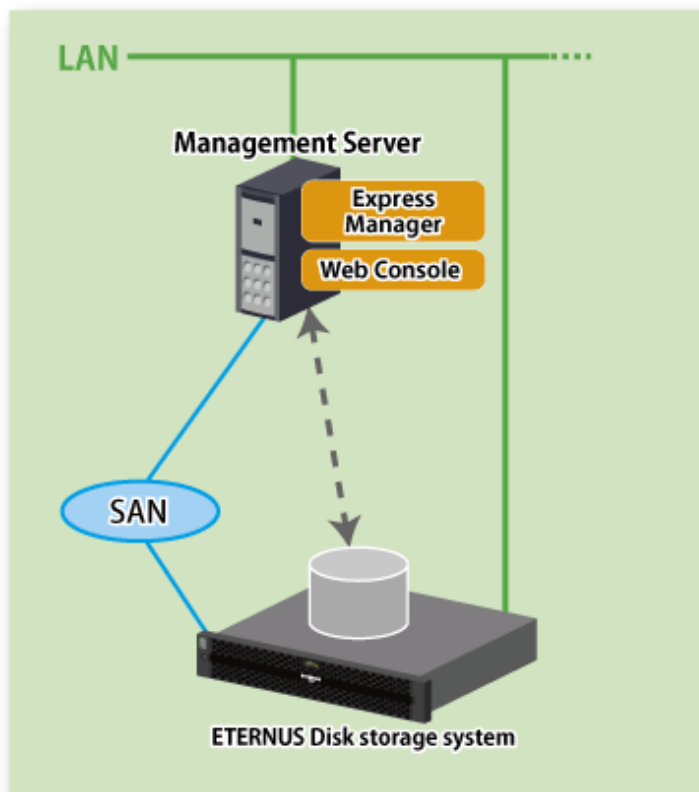 LAN
Management Server
Express
Manager
Web Console
SAN
ETERNUS Disk storage system